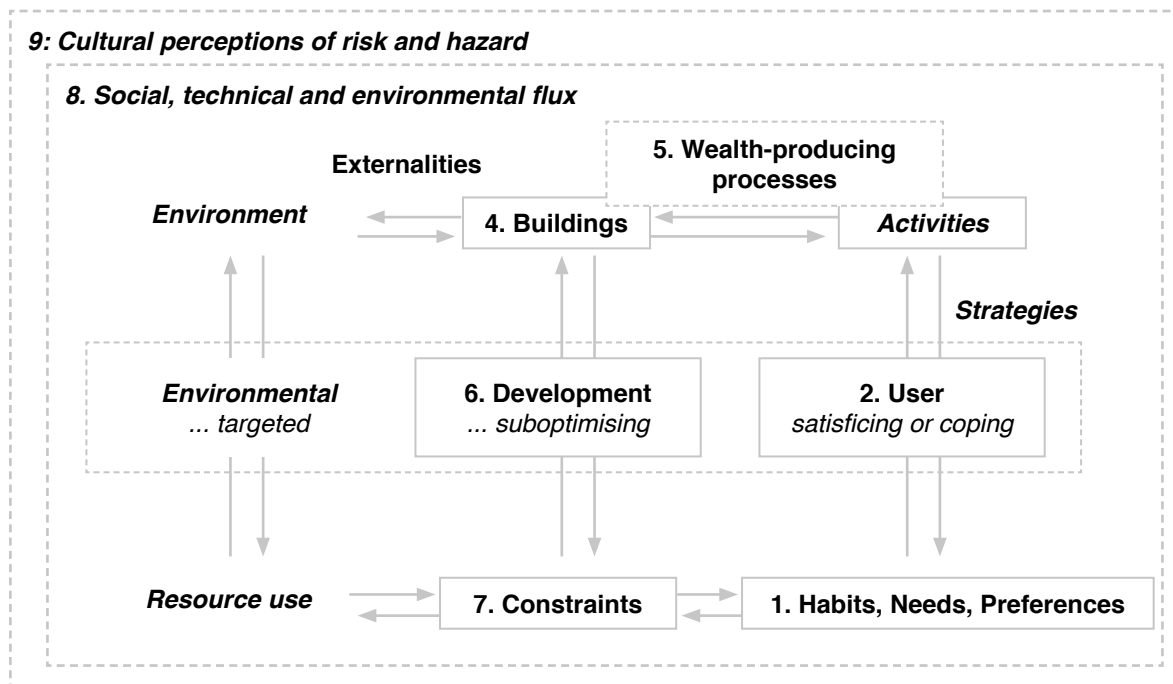 9: Cultural perceptions of risk and hazard
8. Social, technical and environmental flux
Externalities
5. Wealth-producing
processes
Environment
4. Buildings
Activities
Strategies
Environmental
... targeted
6. Development
... suboptimising
2. User
satisficing or coping
Resource use
7. Constraints
1. Habits, Needs, Preferences